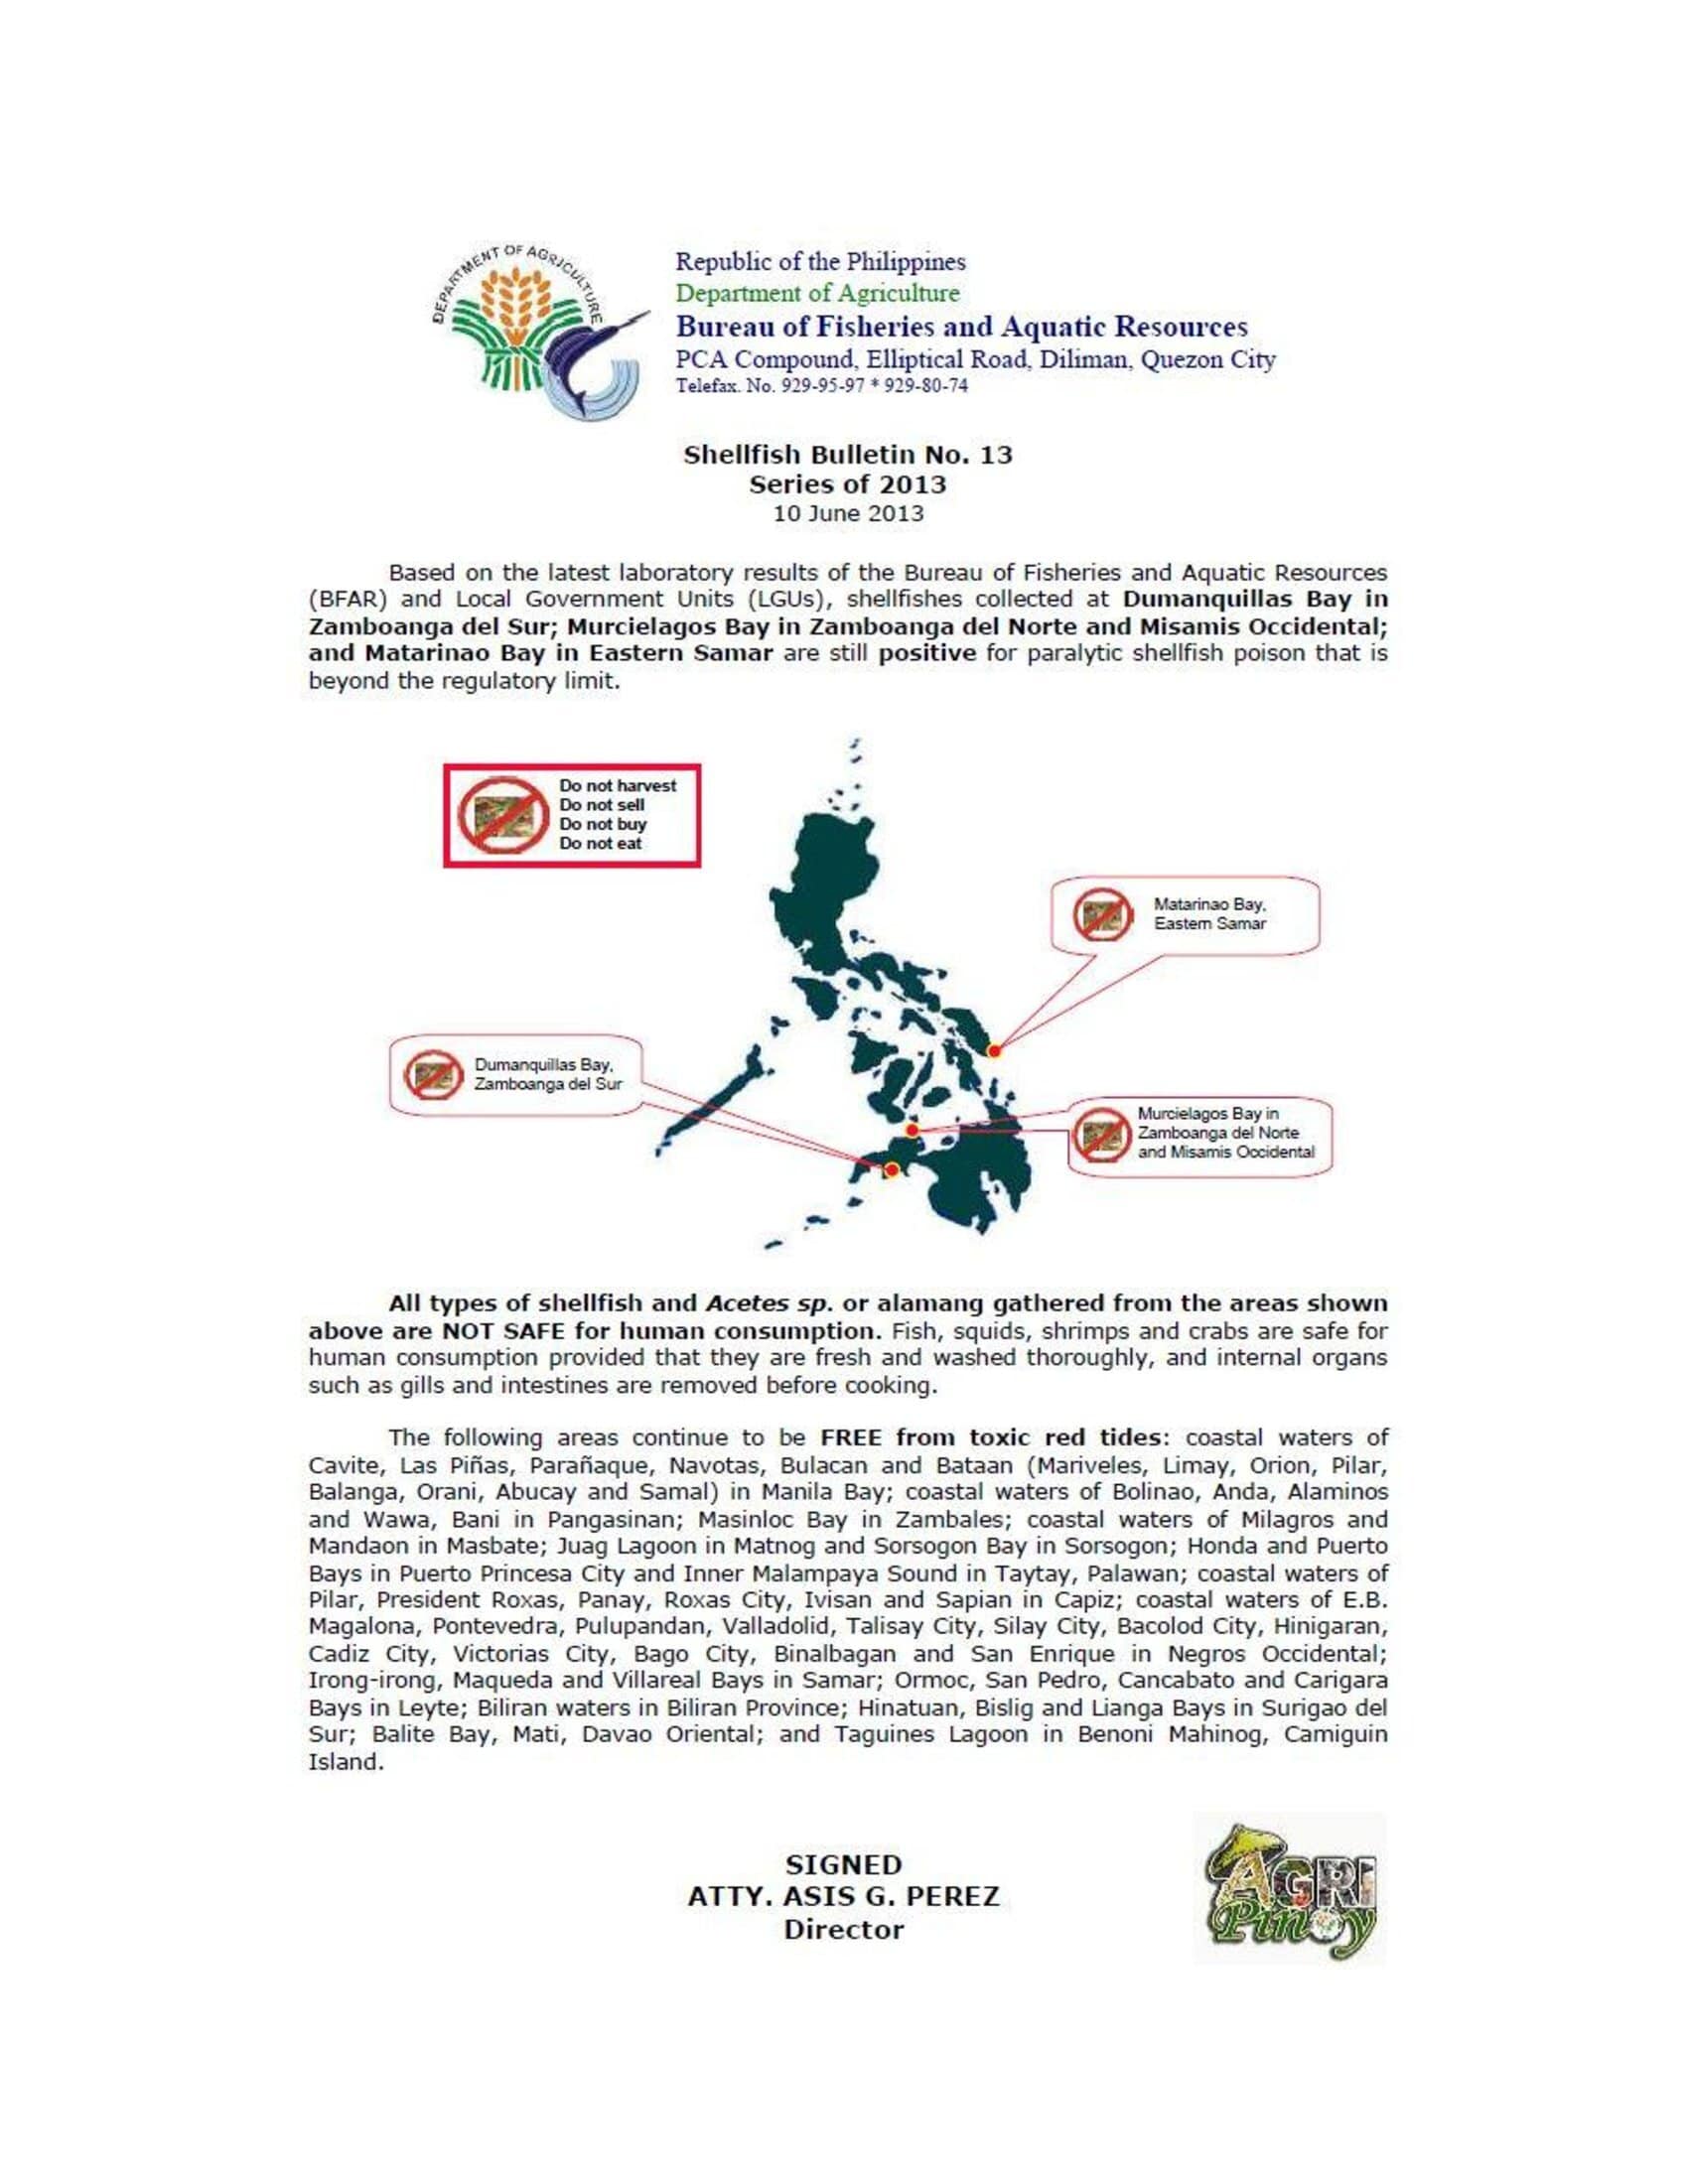 DEPARTMENT OF AGRICULTURE
Republic of the Philippines
Department of Agriculture
Bureau of Fisheries and Aquatic Resources
PCA Compound, Elliptical Road, Diliman, Quezon City
Telefax. No. 929-95-97 * 929-80-74
Shellfish Bulletin No. 13
Series of 2013
10 June 2013
Based on the latest laboratory results of the Bureau of Fisheries and Aquatic Resources
(BFAR) and Local Government Units (LGUs), shellfishes collected at Dumanquillas Bay in
Zamboanga del Sur; Murcielagos Bay in Zamboanga del Norte and Misamis Occidental;
and Matarinao Bay in Eastern Samar are still positive for paralytic shellfish poison that is
beyond the regulatory limit.
Do not harvest
Do not sell
Do not buy
Do not eat
Matarinao Bay,
Eastern Samar
Dumanquillas Bay,
Zamboanga del Sur
Murcielagos Bay in
Zamboanga del Norte
and Misamis Occidental
All types of shellfish and Acetes sp. or alamang gathered from the areas shown
above are NOT SAFE for human consumption. Fish, squids, shrimps and crabs are safe for
human consumption provided that they are fresh and washed thoroughly, and internal organs
such as gills and intestines are removed before cooking.
The following areas continue to be FREE from toxic red tides: coastal waters of
Cavite, Las Piñas, Parañaque, Navotas, Bulacan and Bataan (Mariveles, Limay, Orion, Pilar,
Balanga, Orani, Abucay and Samal) in Manila Bay; coastal waters of Bolinao, Anda, Alaminos
and Wawa, Bani in Pangasinan; Masinloc Bay in Zambales; coastal waters of Milagros and
Mandaon in Masbate; Juag Lagoon in Matnog and Sorsogon Bay in Sorsogon; Honda and Puerto
Bays in Puerto Princesa City and Inner Malampaya Sound in Taytay, Palawan; coastal waters of
Pilar, President Roxas, Panay, Roxas City, Ivisan and Sapian in Capiz; coastal waters of E.B.
Magalona, Pontevedra, Pulupandan, Valladolid, Talisay City, Silay City, Bacolod City, Hinigaran,
Cadiz City, Victorias City, Bago City, Binalbagan and San Enrique in Negros Occidental;
Irong-irong, Maqueda and Villareal Bays in Samar; Ormoc, San Pedro, Cancabato and Carigara
Bays in Leyte; Biliran waters in Biliran Province; Hinatuan, Bislig and Lianga Bays in Surigao del
Sur; Balite Bay, Mati, Davao Oriental; and Taguines Lagoon in Benoni Mahinog, Camiguin
Island.
SIGNED
ATTY. ASIS G. PEREZ
Director
AGRI
Pinoy